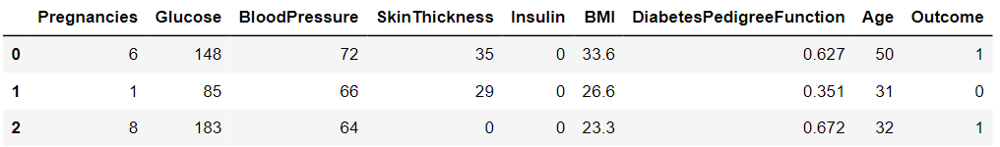 Pregnancies Glucose BloodPressure SkinThickness Insulin BMI DiabetesPedigreeFunction Age Outcome
0 6 148 72 35 0 33.6 0.627 50 1
1 1 85 66 29 0 26.6 0.351 31 0
2 8 183 64 0 0 23.3 0.672 32 1